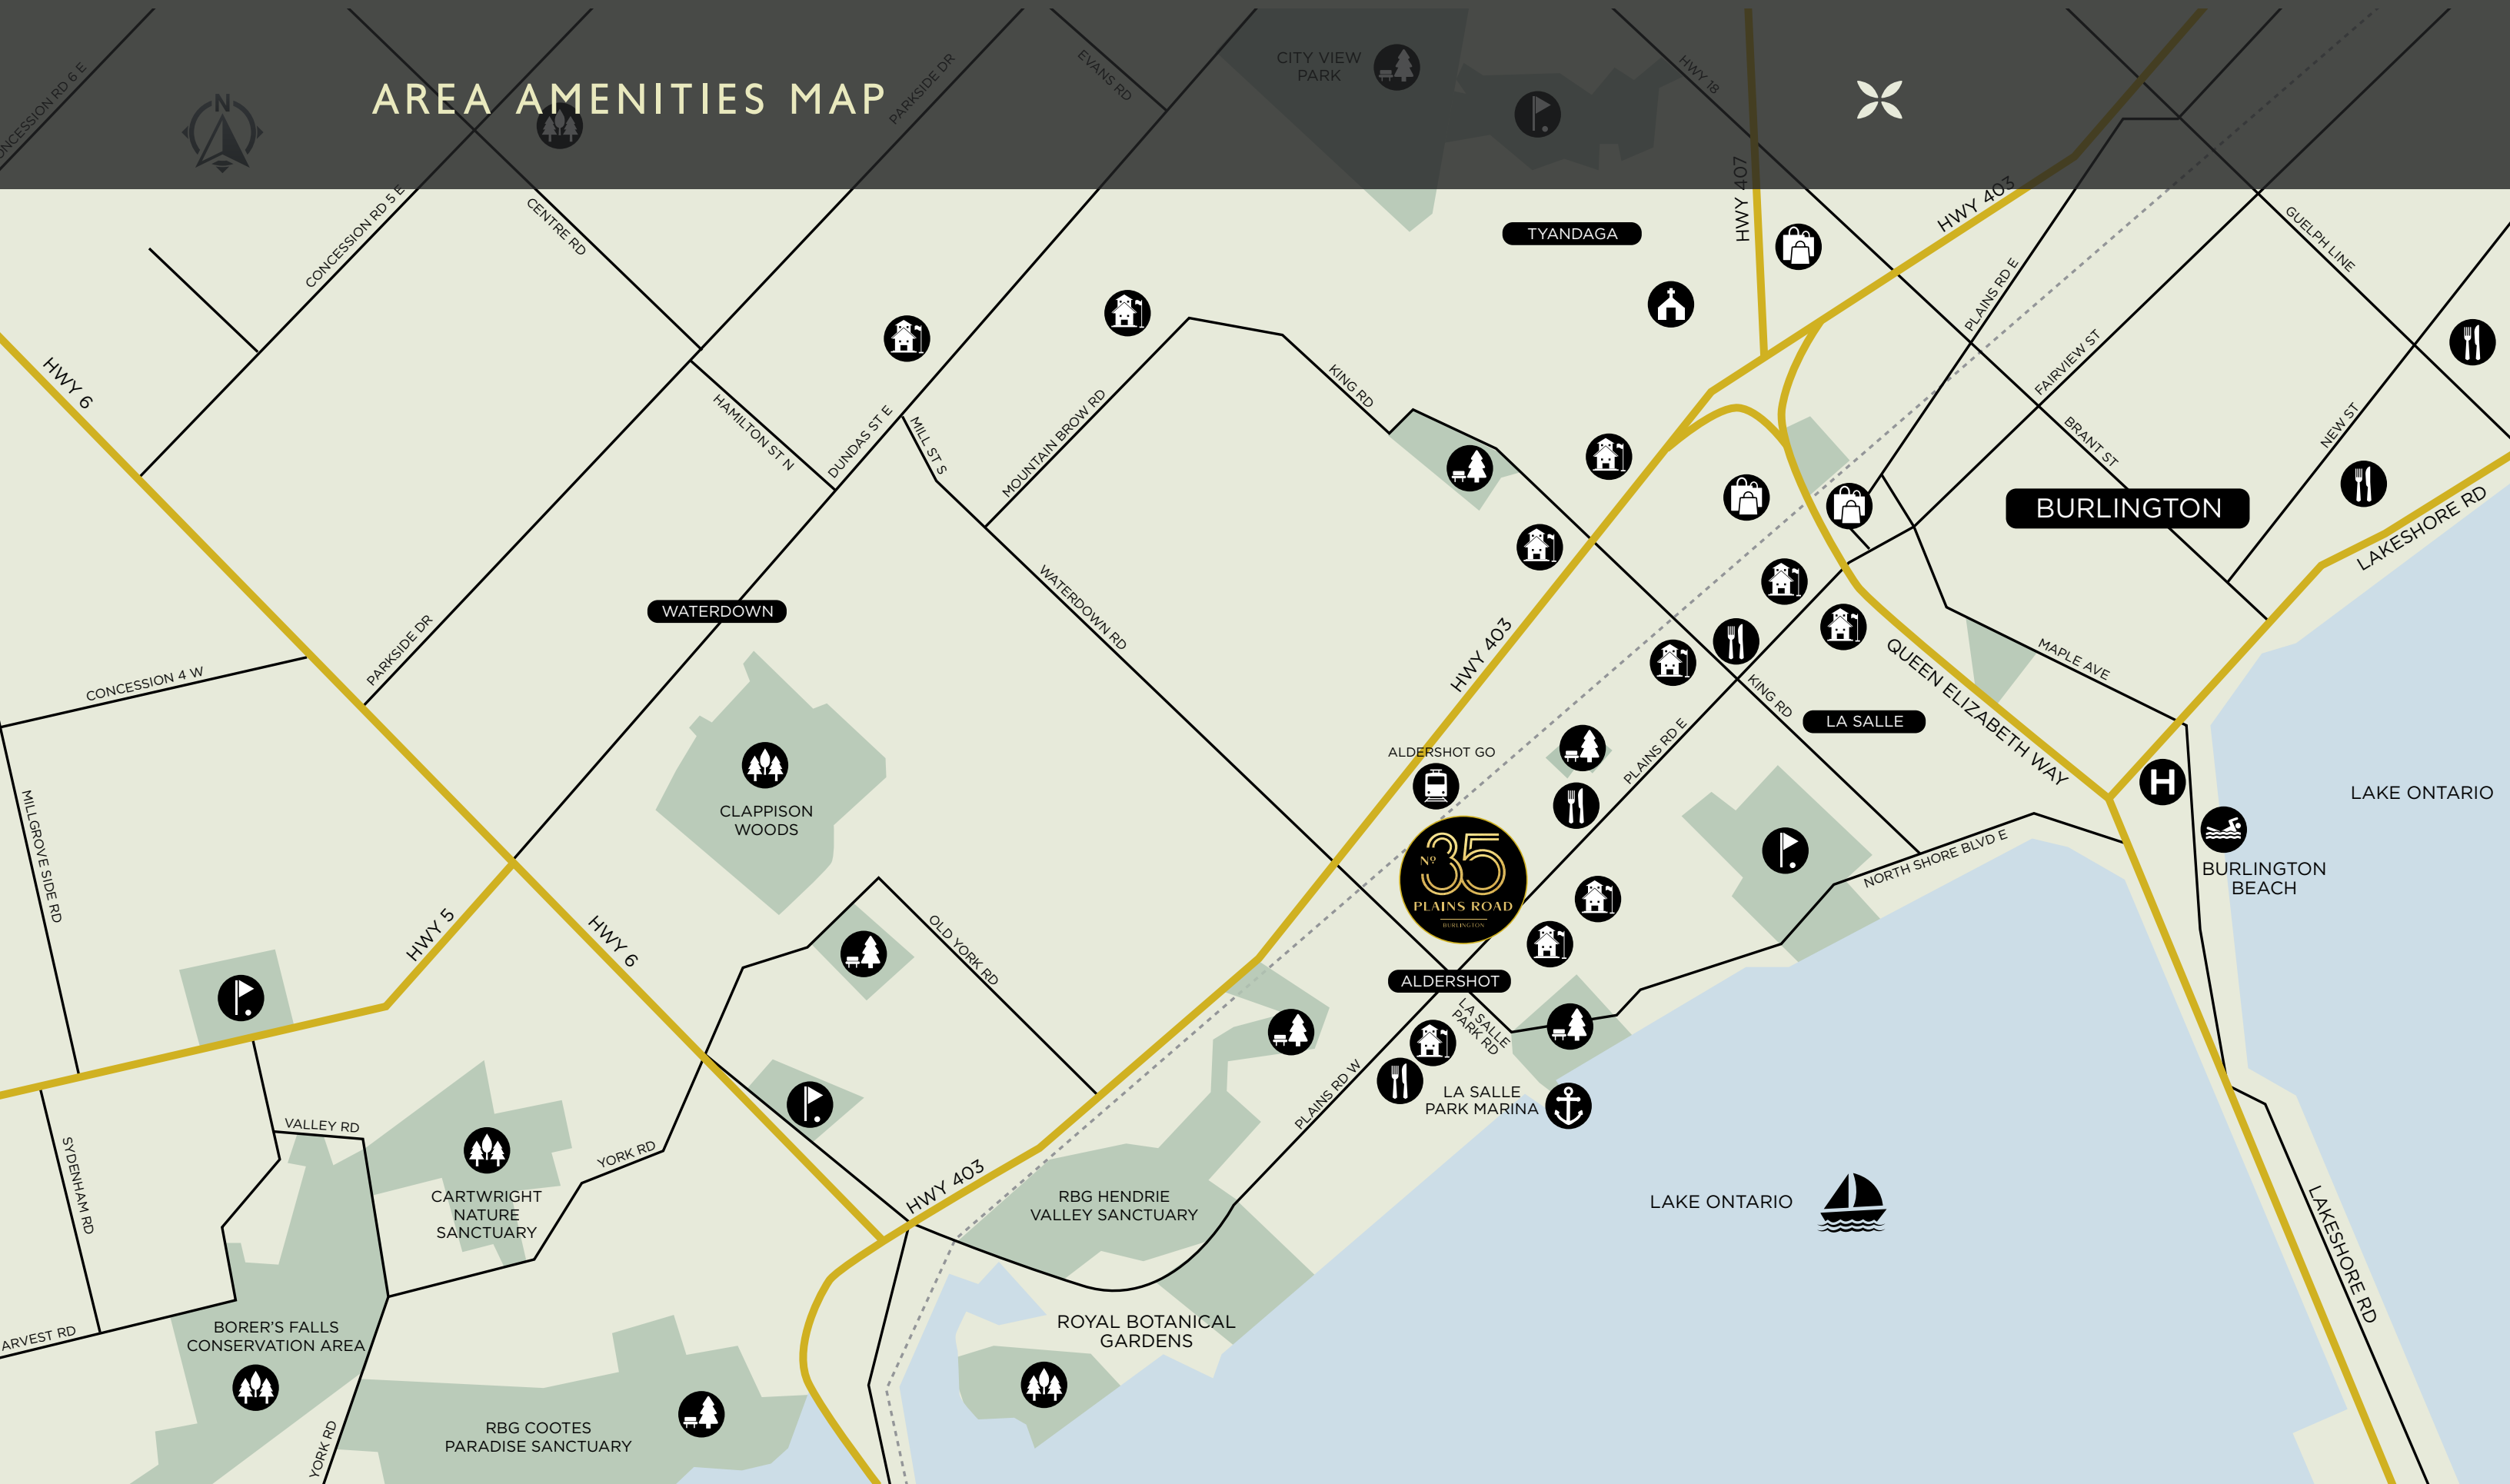 AREA AMENITIES MAP
CONCESSION RD 6 E
N
PARKSIDE DR
EVANS RD
CITY VIEW
PARK
HWY 18
HWY 407
HWY 403
CONCESSION RD 5 E
CENTRE RD
TYANDAGA
GUELPH LINE
PLAINS RD E
FAIRVIEW ST
HWY 6
HAMILTON ST N
DUNDAS ST E
MILL ST S
MOUNTAIN BROW RD
KING RD
BRANT ST
NEW ST
BURLINGTON
LAKESHORE RD
WATERDOWN
WATERDOWN RD
HWY 403
PARKSIDE DR
CONCESSION 4 W
QUEEN ELIZABETH WAY
MAPLE AVE
KING RD
LA SALLE
PLAINS RD E
ALDERSHOT GO
MILLGROVE SIDE RD
CLAPPISON
WOODS
H
LAKE ONTARIO
Nº 35
PLAINS ROAD
BURLINGTON
NORTH SHORE BLVD E
BURLINGTON
BEACH
HWY 5
HWY 6
OLD YORK RD
ALDERSHOT
LA SALLE
PARK RD
PLAINS RD W
LA SALLE
PARK MARINA
VALLEY RD
SYDENHAM RD
YORK RD
CARTWRIGHT
NATURE
SANCTUARY
HWY 403
RBG HENDRIE
VALLEY SANCTUARY
LAKE ONTARIO
LAKESHORE RD
ARVEST RD
BORER'S FALLS
CONSERVATION AREA
ROYAL BOTANICAL
GARDENS
RBG COOTES
PARADISE SANCTUARY
YORK RD